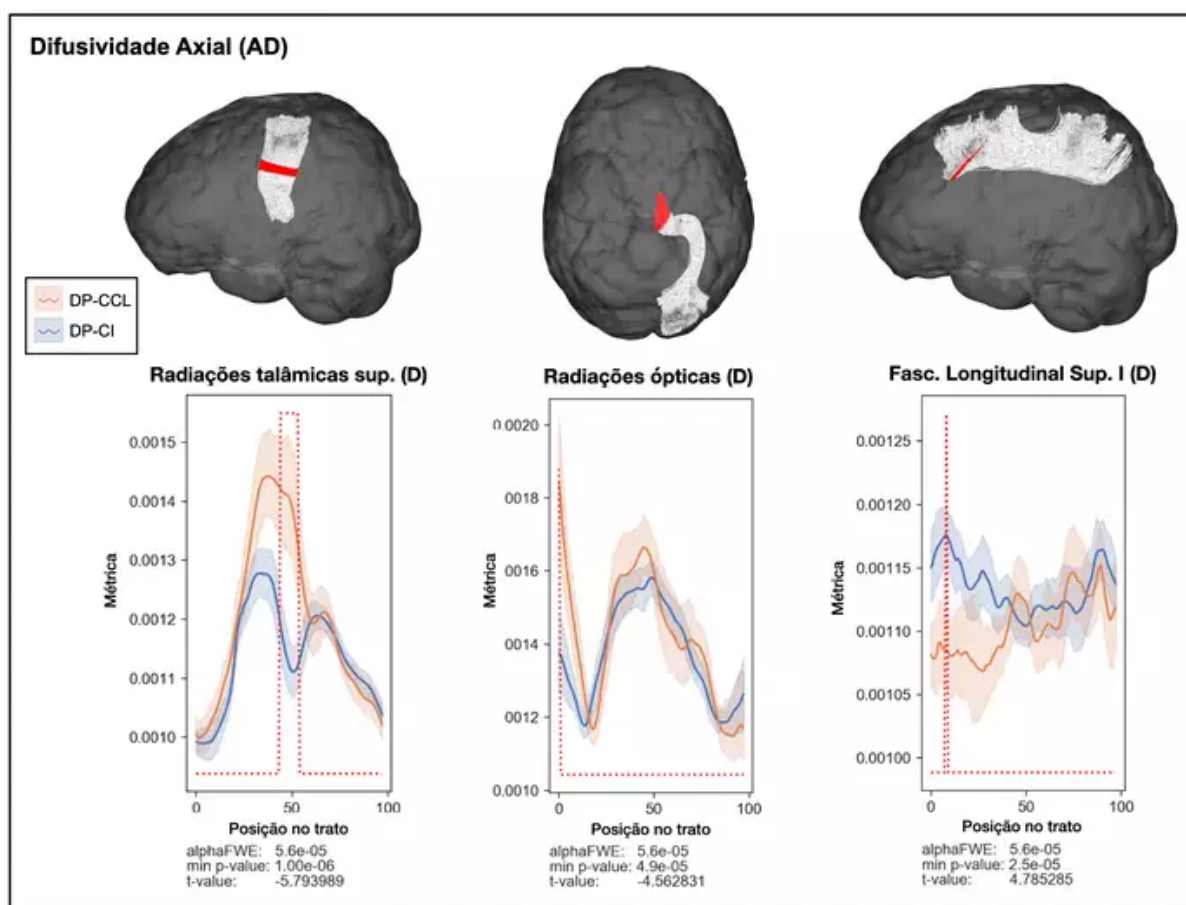 Difusividade Axial (AD)
DP-CCL
DP-CI
Radiações talâmicas sup. (D)
0.0015
0.0014
0.0013
0.0012
0.0011
0.0010
Métrica
0
50
100
Posição no trato
alphaFWE: 5.6e-05
min p-value: 1.00e-06
t-value: -5.793989
Radiações ópticas (D)
0.0020
0018
0016
0014
0012
0.0010
Métrica
0
50
100
Posição no trato
alphaFWE: 5.6e-05
min p-value: 4.9e-05
t-value: -4.562831
Fasc. Longitudinal Sup. I (D)
0.00125
0.00120
0.00115
0.00110
0.00105
0.00100
Métrica
0
50
100
Posição no trato
alphaFWE: 5.6e-05
min p-value: 2.5e-05
t-value: 4.785285